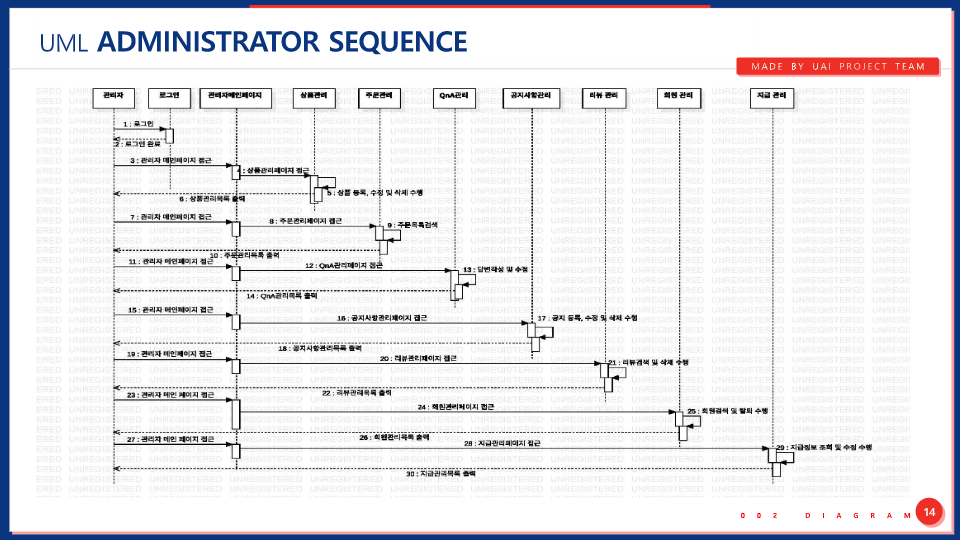 UML ADMINISTRATOR SEQUENCE
MADE BY UAI PROJECT TEAM
관리자 로그인 관리자메인페이지 상품관리 주문관리 QnA관리 공지사항관리 리뷰 관리 회원 관리 지급 관리
1 : 로그인
2 : 로그인 완료
3 : 관리자 메인페이지 접근
4 : 상품관리페이지 접근
5 : 상품 등록, 수정 및 삭제 수행
6 : 상품관리목록 출력
7 : 관리자 메인페이지 접근
8 : 주문관리페이지 접근
9 : 주문목록검색
10 : 주문관리목록 출력
11 : 관리자 메인페이지 접근
12 : QnA관리페이지 접근
13 : 답변작성 및 수정
14 : QnA관리목록 출력
15 : 관리자 메인페이지 접근
16 : 공지사항관리페이지 접근
17 : 공지 등록, 수정 및 삭제 수행
18 : 공지사항관리목록 출력
19 : 관리자 메인페이지 접근
20 : 리뷰관리페이지 접근
21 : 리뷰검색 및 삭제 수행
22 : 리뷰관리목록 출력
23 : 관리자 메인 페이지 접근
24 : 회원관리페이지 접근
25 : 회원검색 및 탈퇴 수행
26 : 회원관리목록 출력
27 : 관리자 메인 페이지 접근
28 : 지급관리페이지 접근
29 : 지급정보 조회 및 수정 수행
30 : 지급관리목록 출력
UNREGISTERED
002 DIAGRAM
14